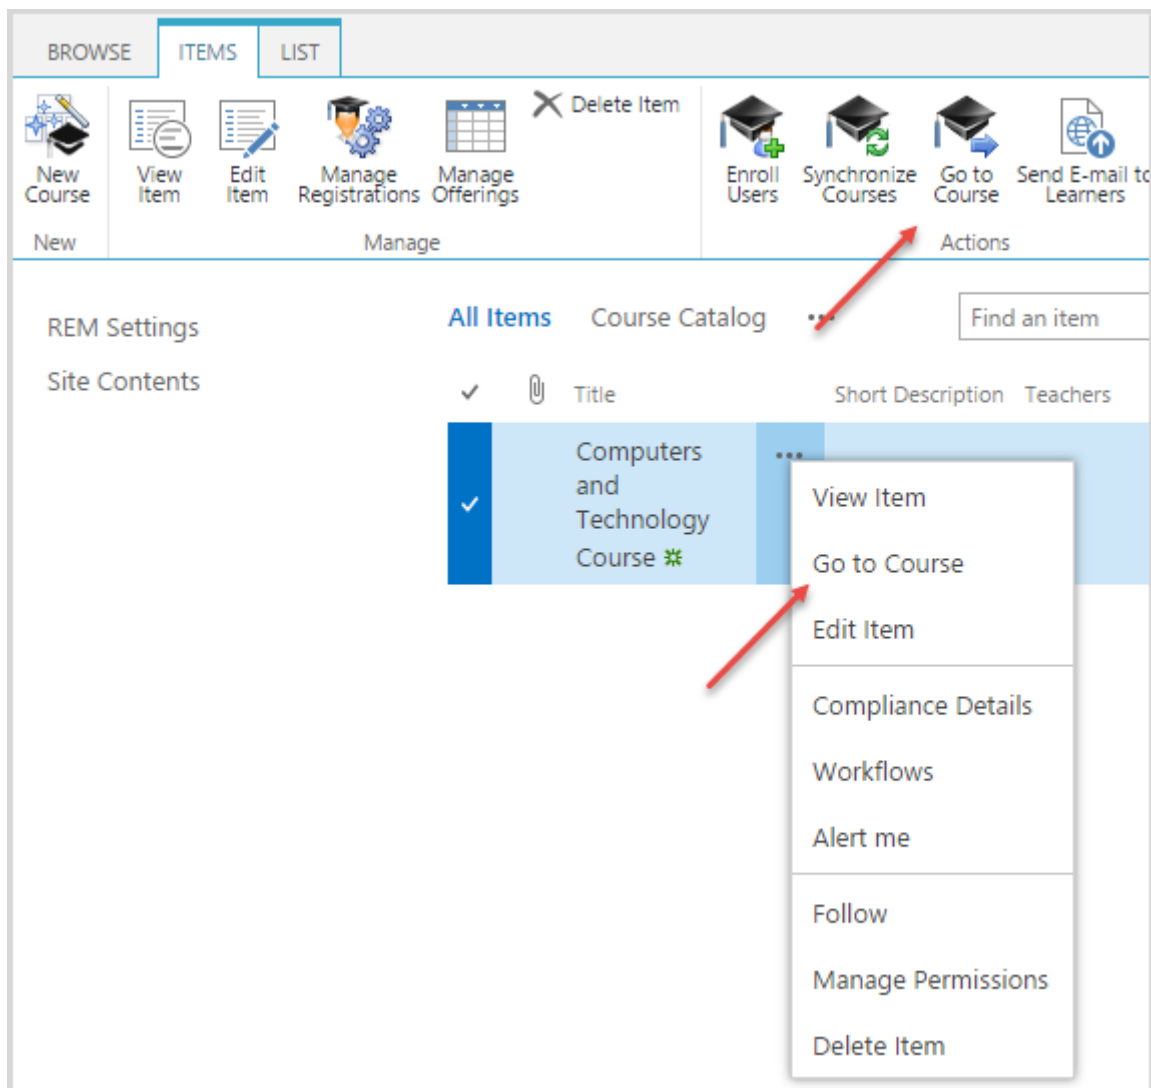 BROWSE ITEMS LIST
Delete Item
New Course
View Item
Edit Item
Manage Registrations
Manage Offerings
Enroll Users
Synchronize Courses
Go to Course
Send E-mail to Learners
New Manage Actions
REM Settings
Site Contents
All Items Course Catalog ••• Find an item
Title Short Description Teachers
Computers
and
Technology
Course
•••
View Item
Go to Course
Edit Item
Compliance Details
Workflows
Alert me
Follow
Manage Permissions
Delete Item